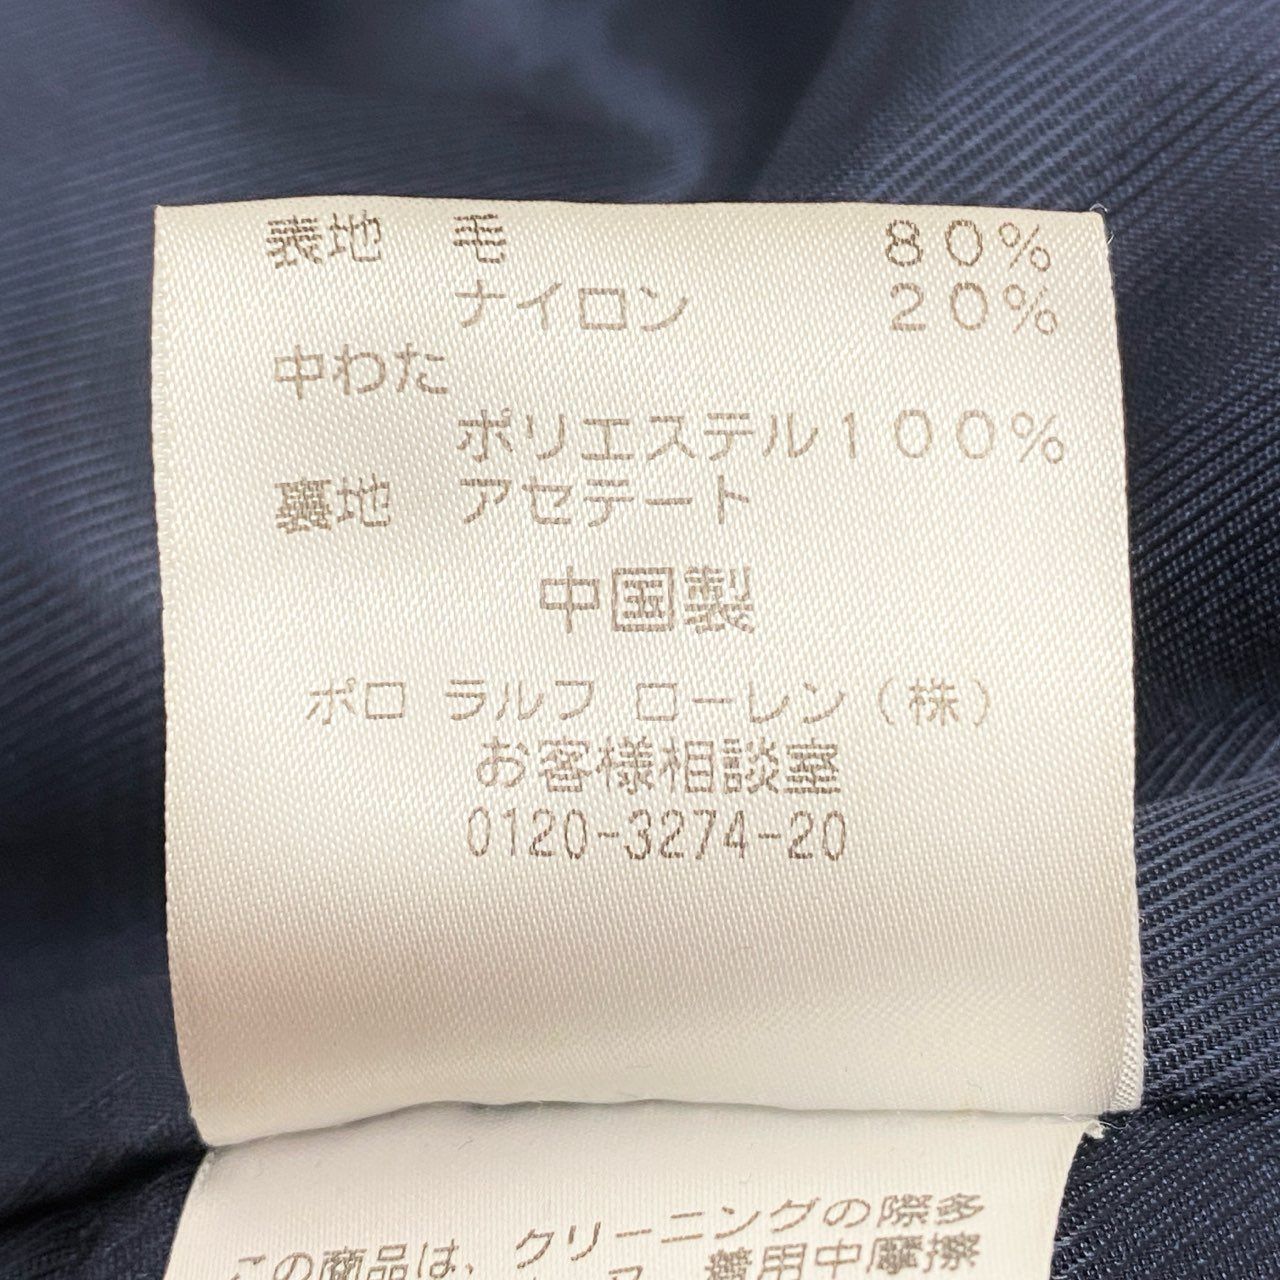 表地 毛 80%
ナイロン 20%
中わた
ポリエステル100%
裏地 アセテート
中国製
ポロ ラルフ ローレン(株)
お客様相談室
0120-3274-20
この商品は、クリーニングの際多
着用中摩擦